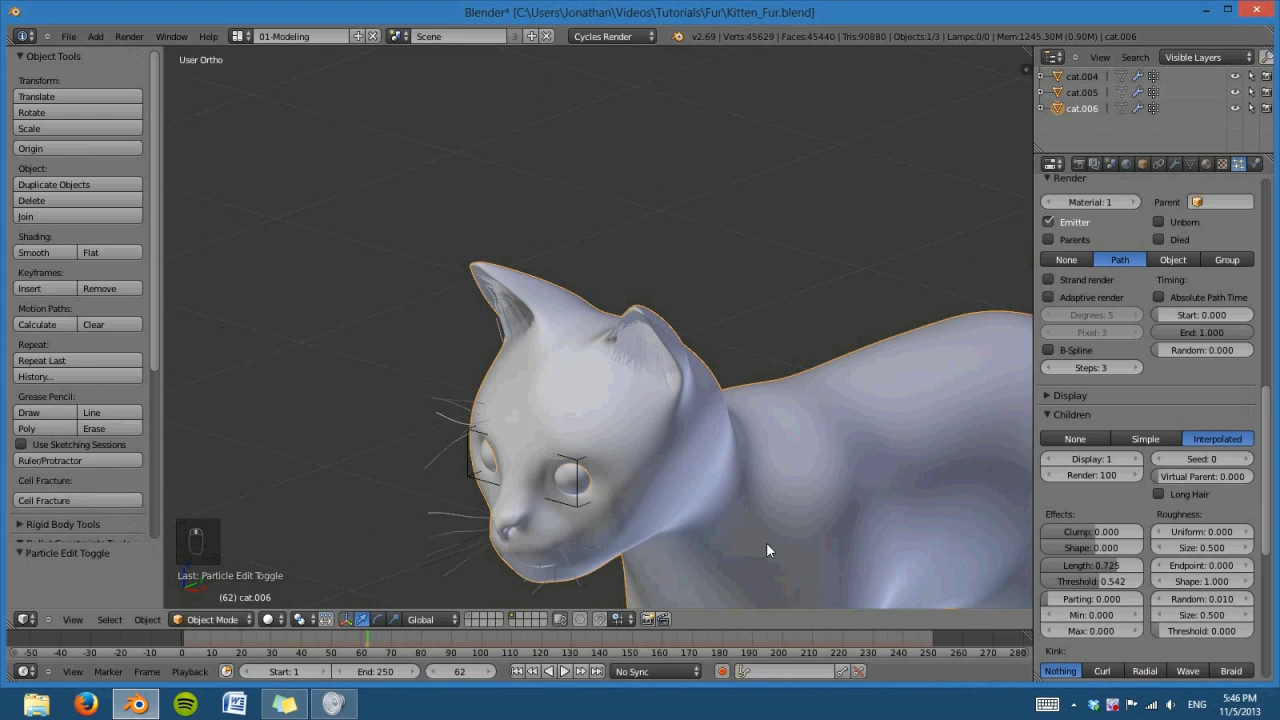 Blender* [C:\Users\Jonathan\Videos\Tutorials\Fur\Kitten_Fur.blend]
File Add Render Window Help 01-Modeling Scene 3 Cycles Render v2.69 | Verts:45629 | Faces:45440 | Tris:90880 | Objects:1/3 | Lamps:0/0 | Mem:1245.30M (0.90M) | cat.006
Object Tools
Transform:
Translate
Rotate
Scale
Origin
Object:
Duplicate Objects
Delete
Join
Shading:
Smooth Flat
Keyframes:
Insert Remove
Motion Paths:
Calculate Clear
Repeat:
Repeat Last
History...
Grease Pencil:
Draw Line
Poly Erase
Use Sketching Sessions
Ruler/Protractor
Cell Fracture:
Cell Fracture
Rigid Body Tools
Particle Edit Toggle
User Ortho
Last: Particle Edit Toggle
(62) cat.006
View Search Visible Layers
cat.004
cat.005
cat.006
Render
Material: 1 Parent
Emitter Unborn
Parents Died
None Path Object Group
Strand render Timing:
Adaptive render Absolute Path Time
Degrees: 5 Start: 0.000
Pixel: 3 End: 1.000
B-Spline Random: 0.000
Steps: 3
Display
Children
None Simple Interpolated
Display: 1 Seed: 0
Render: 100 Virtual Parent: 0.000
Long Hair
Effects: Roughness:
Clump: 0.000 Uniform: 0.000
Shape: 0.000 Size: 0.500
Length: 0.725 Endpoint: 0.000
Threshold: 0.542 Shape: 1.000
Parting: 0.000 Random: 0.010
Min: 0.000 Size: 0.500
Max: 0.000 Threshold: 0.000
Kink:
Nothing Curl Radial Wave Braid
View Select Object Object Mode Global
-50 -40 -30 -20 -10 0 10 20 30 40 50 60 70 80 90 100 110 120 130 140 150 160 170 180 190 200 210 220 230 240 250 260 270 280
View Marker Frame Playback Start: 1 End: 250 62 No Sync
ENG
5:46 PM
11/5/2013